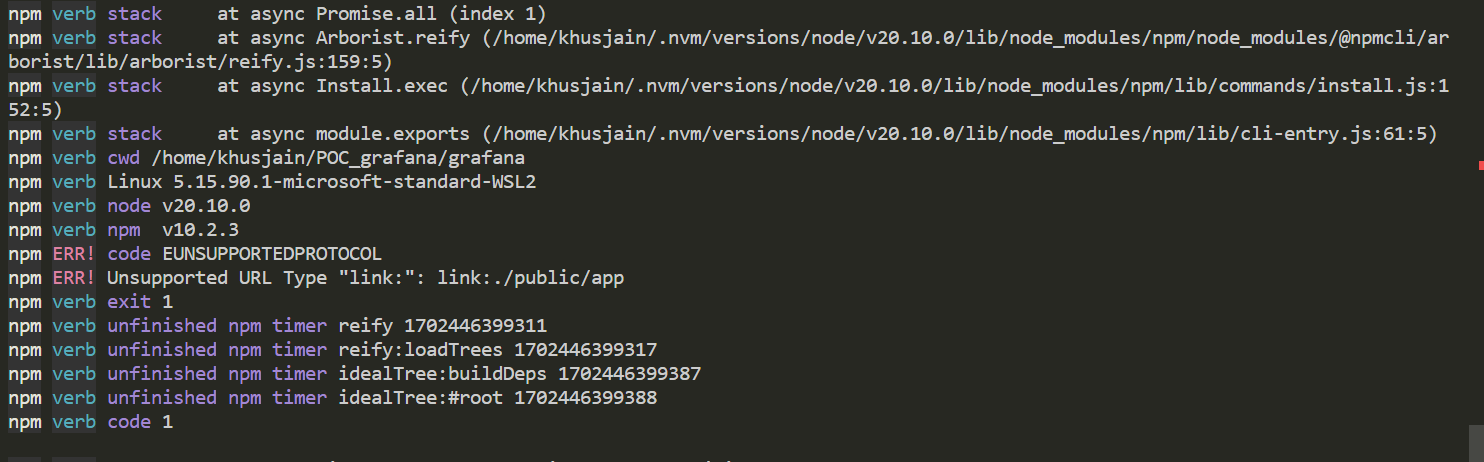 npm verb stack     at async Promise.all (index 1)
npm verb stack     at async Arborist.reify (/home/khusjain/.nvm/versions/node/v20.10.0/lib/node_modules/npm/node_modules/@npmcli/ar
borist/lib/arborist/reify.js:159:5)
npm verb stack     at async Install.exec (/home/khusjain/.nvm/versions/node/v20.10.0/lib/node_modules/npm/lib/commands/install.js:1
52:5)
npm verb stack     at async module.exports (/home/khusjain/.nvm/versions/node/v20.10.0/lib/node_modules/npm/lib/cli-entry.js:61:5)
npm verb cwd /home/khusjain/POC_grafana/grafana
npm verb Linux 5.15.90.1-microsoft-standard-WSL2
npm verb node v20.10.0
npm verb npm  v10.2.3
npm ERR! code EUNSUPPORTEDPROTOCOL
npm ERR! Unsupported URL Type "link:": link:./public/app
npm verb exit 1
npm verb unfinished npm timer reify 1702446399311
npm verb unfinished npm timer reify:loadTrees 1702446399317
npm verb unfinished npm timer idealTree:buildDeps 1702446399387
npm verb unfinished npm timer idealTree:#root 1702446399388
npm verb code 1